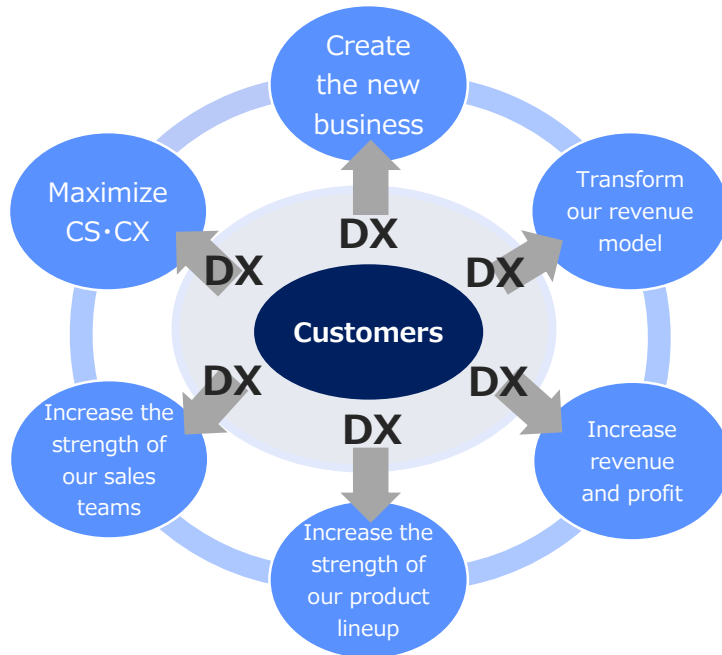 Create
the new
business
Maximize
CS・CX
Transform
our revenue
model
DX
DX
DX
Customers
DX
DX
DX
Increase the
strength of
our sales
teams
Increase
revenue
and profit
Increase the
strength of
our product
lineup